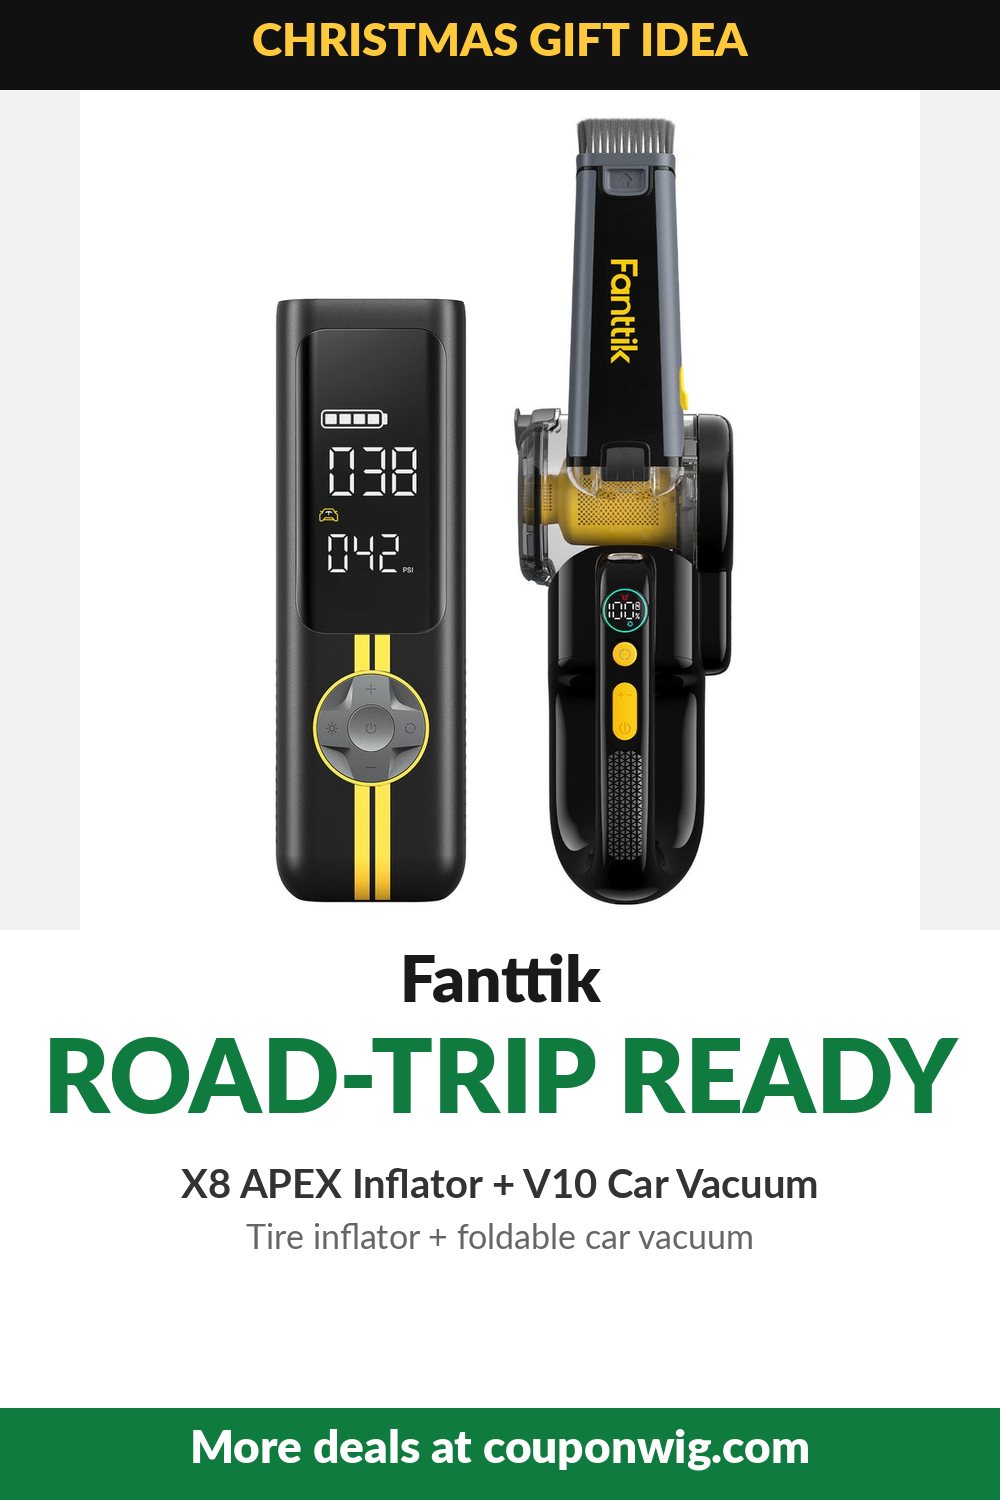 CHRISTMAS GIFT IDEA
Fanttik
038
042 PSI
100%
Fanttik
ROAD-TRIP READY
X8 APEX Inflator + V10 Car Vacuum
Tire inflator + foldable car vacuum
More deals at couponwig.com